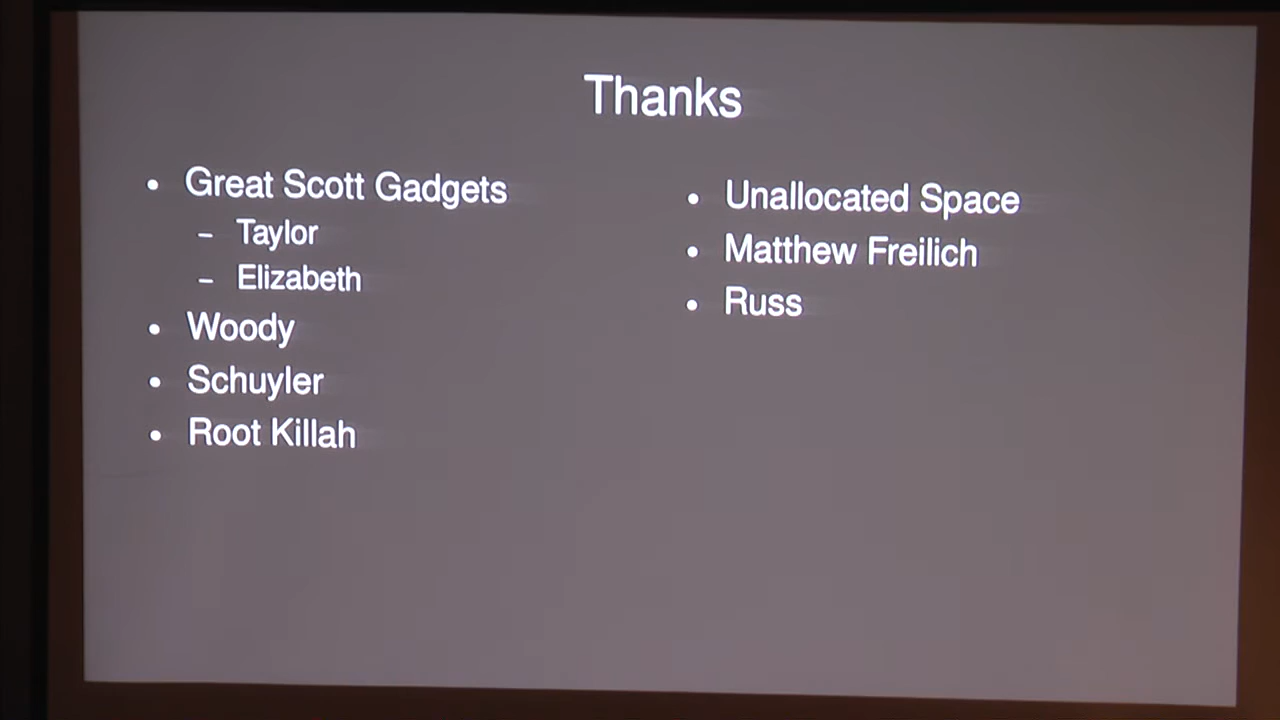 Thanks
• Great Scott Gadgets
– Taylor
– Elizabeth
• Woody
• Schuyler
• Root Killah
• Unallocated Space
• Matthew Freilich
• Russ